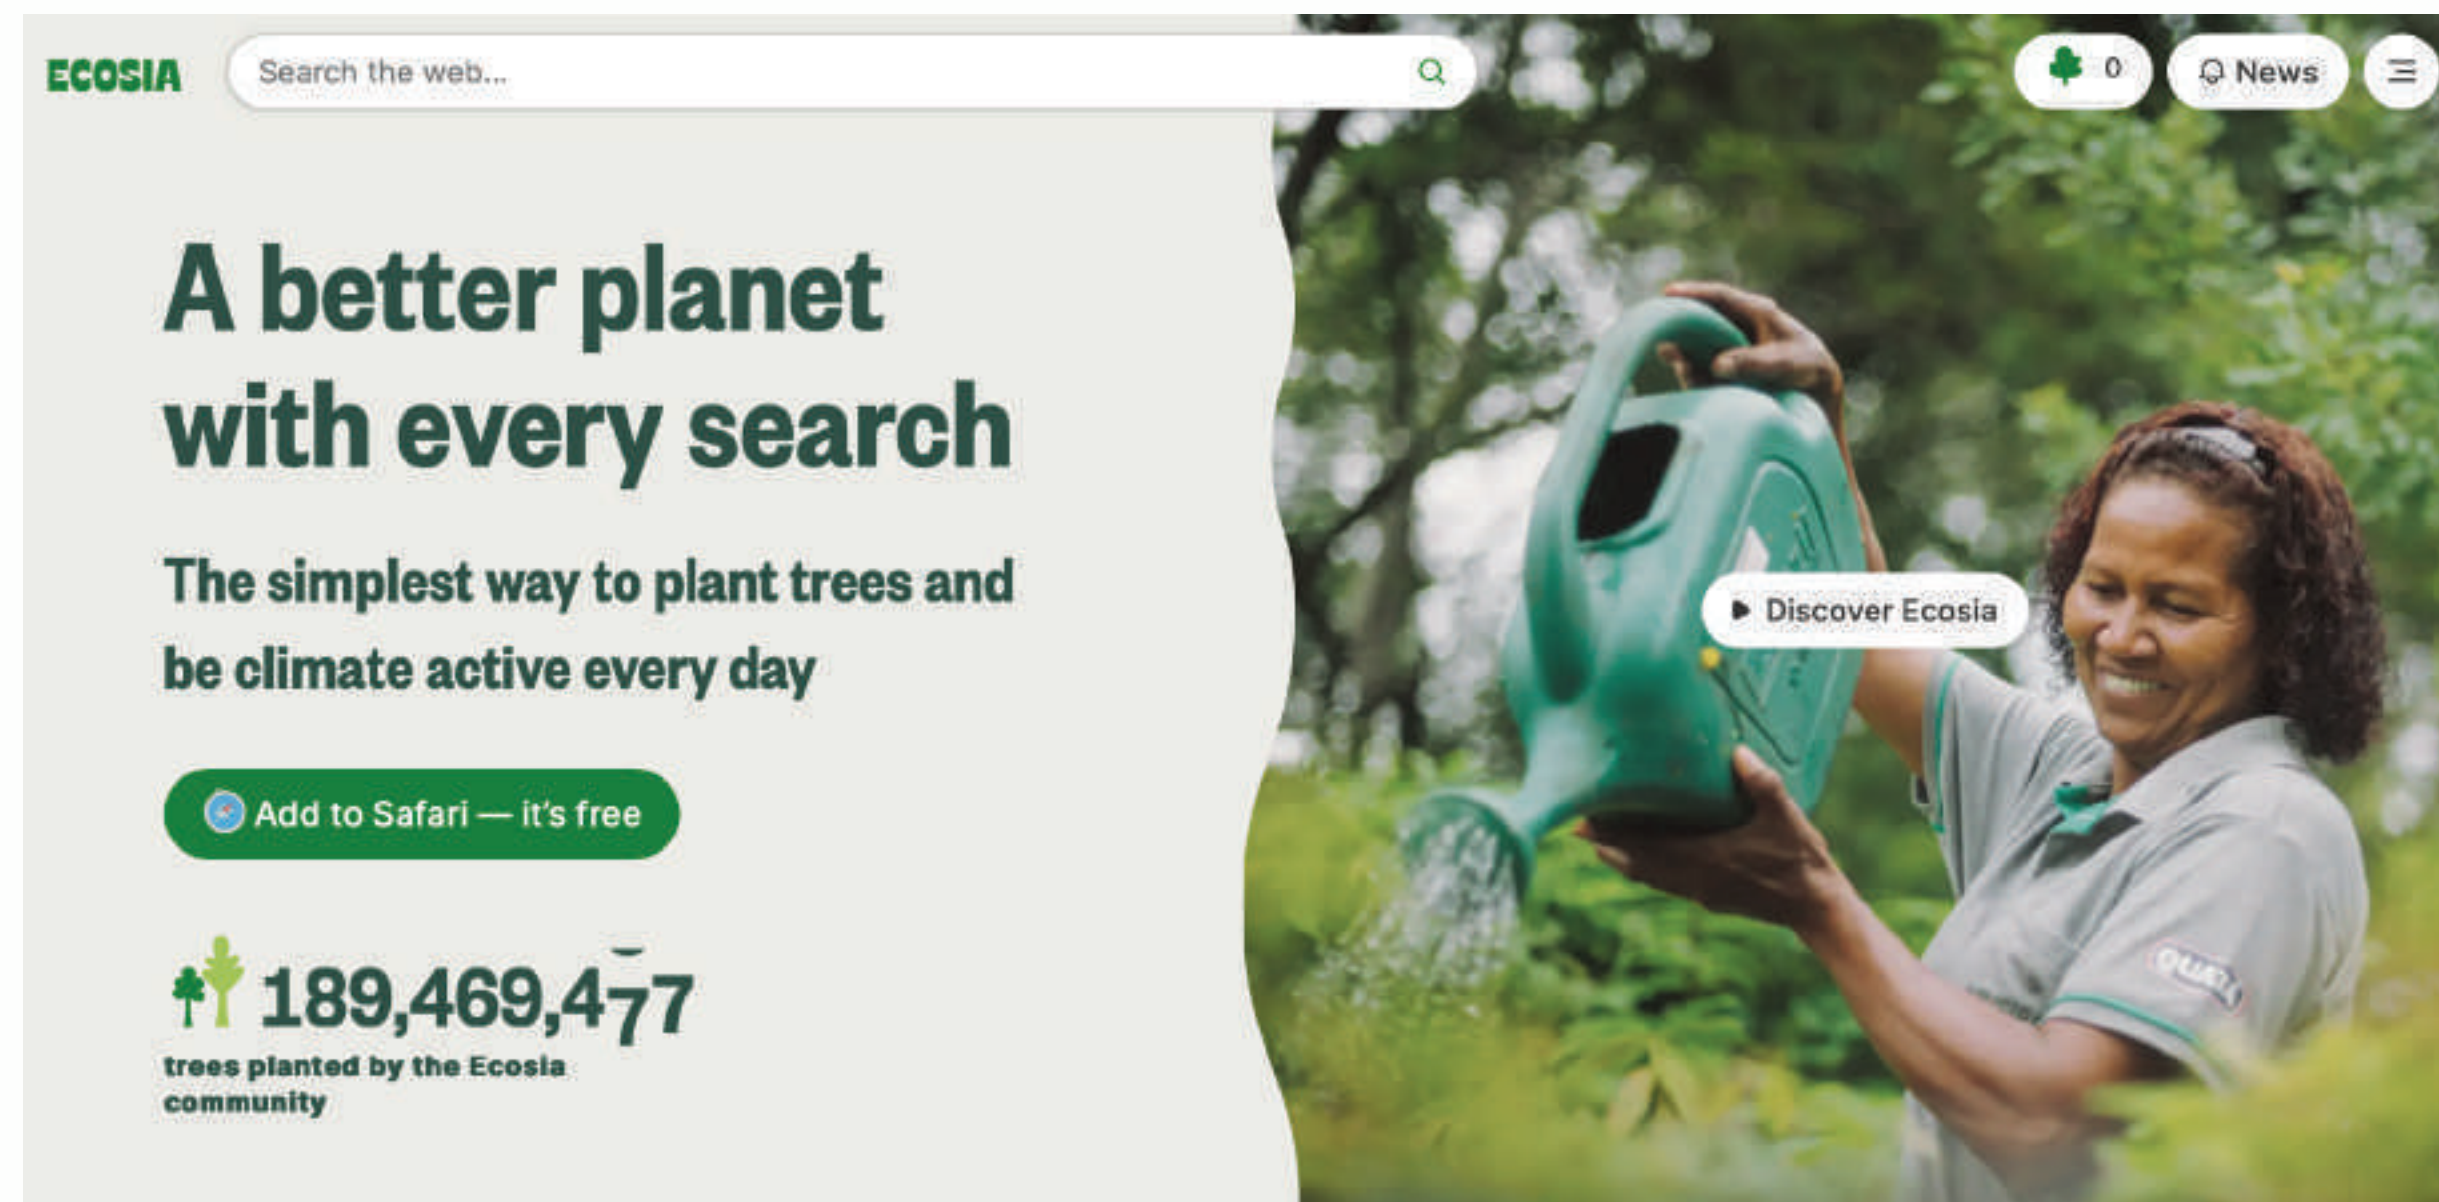 ECOSIA
Search the web...
0
News
A better planet
with every search
The simplest way to plant trees and
be climate active every day
Discover Ecosia
Add to Safari — it's free
189,469,477
trees planted by the Ecosia
community